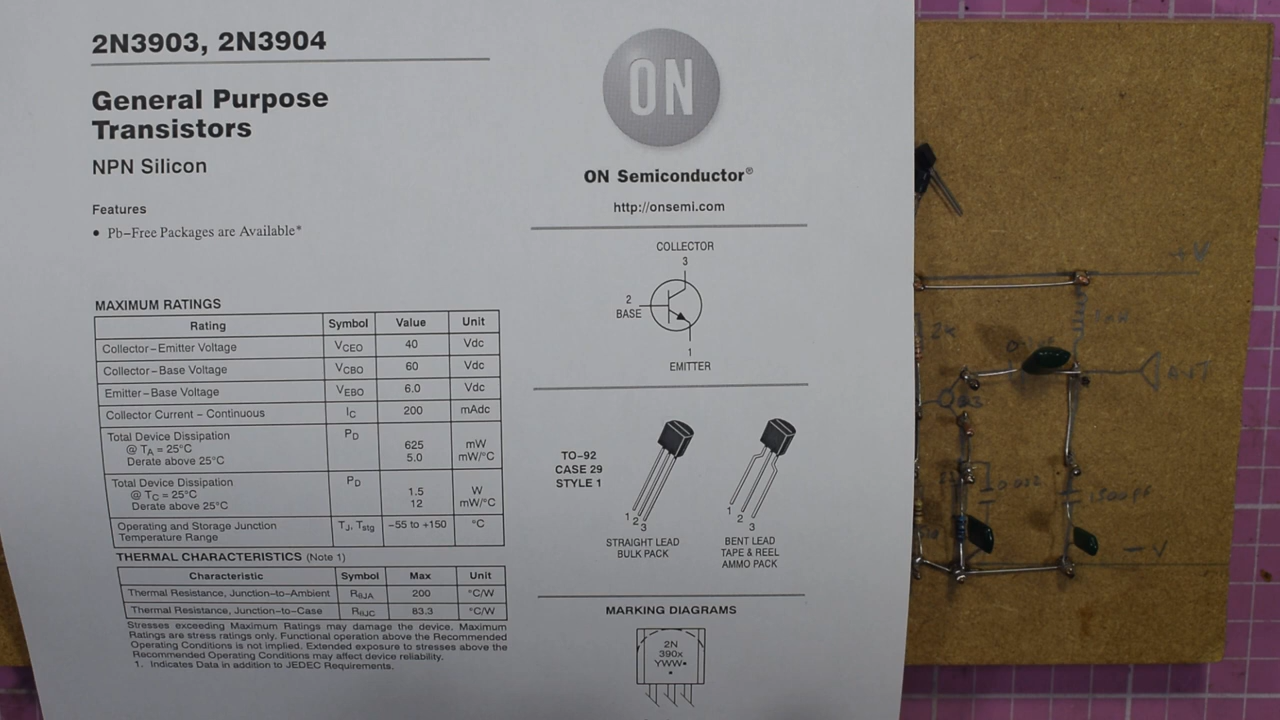 2N3903, 2N3904
General Purpose
Transistors
NPN Silicon
Features
• Pb–Free Packages are Available*
MAXIMUM RATINGS
Rating Symbol Value Unit
Collector–Emitter Voltage VCEO 40 Vdc
Collector–Base Voltage VCBO 60 Vdc
Emitter–Base Voltage VEBO 6.0 Vdc
Collector Current – Continuous IC 200 mAdc
Total Device Dissipation PD
@ TA = 25°C 625 mW
Derate above 25°C 5.0 mW/°C
Total Device Dissipation PD
@ TC = 25°C 1.5 W
Derate above 25°C 12 mW/°C
Operating and Storage Junction TJ, Tstg –55 to +150 °C
Temperature Range
THERMAL CHARACTERISTICS (Note 1)
Characteristic Symbol Max Unit
Thermal Resistance, Junction–to–Ambient RθJA 200 °C/W
Thermal Resistance, Junction–to–Case RθJC 83.3 °C/W
Stresses exceeding Maximum Ratings may damage the device. Maximum
Ratings are stress ratings only. Functional operation above the Recommended
Operating Conditions is not implied. Extended exposure to stresses above the
Recommended Operating Conditions may affect device reliability.
1. Indicates Data in addition to JEDEC Requirements.
ON
ON Semiconductor®
http://onsemi.com
COLLECTOR
3
2
BASE
1
EMITTER
TO–92
CASE 29
STYLE 1
1 2 3
STRAIGHT LEAD
BULK PACK
1 2 3
BENT LEAD
TAPE & REEL
AMMO PACK
MARKING DIAGRAMS
2N
390x
YWW•
•
+V
2K
ANT
0.022
1500pf
–V